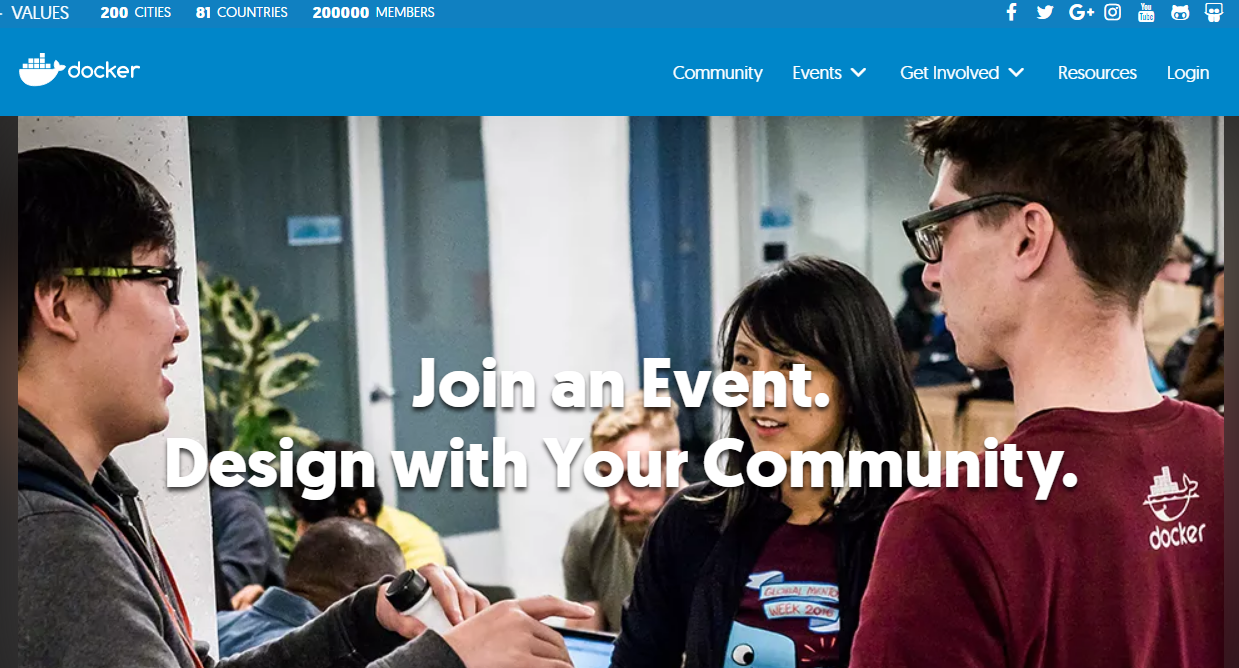 VALUES 200 CITIES 81 COUNTRIES 200000 MEMBERS You Tube
docker Community Events Get Involved Resources Login
Join an Event.
Design with Your Community.
docker
GLOBAL MENTOR
WEEK 2016